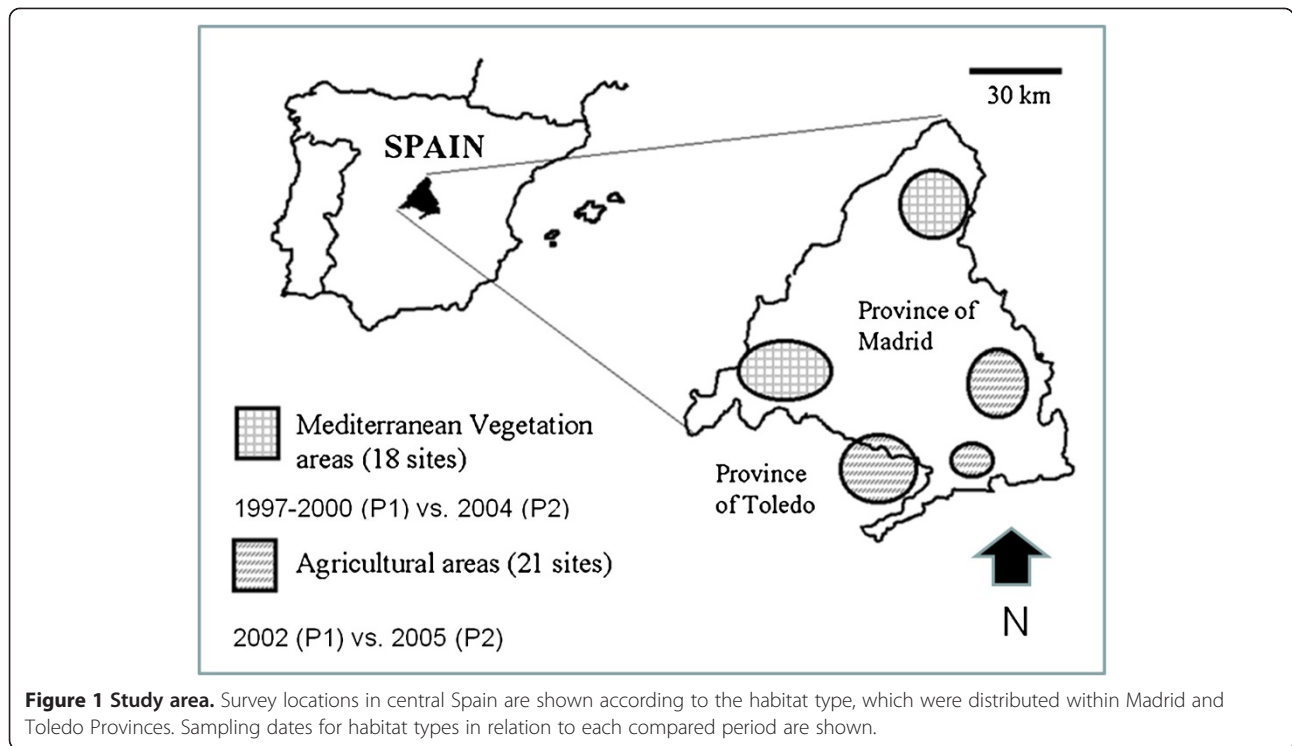 30 km
SPAIN
Province of
Madrid
Province
of Toledo
Mediterranean Vegetation
areas (18 sites)
1997-2000 (P1) vs. 2004 (P2)
Agricultural areas (21 sites)
2002 (P1) vs. 2005 (P2)
N
Figure 1 Study area. Survey locations in central Spain are shown according to the habitat type, which were distributed within Madrid and
Toledo Provinces. Sampling dates for habitat types in relation to each compared period are shown.